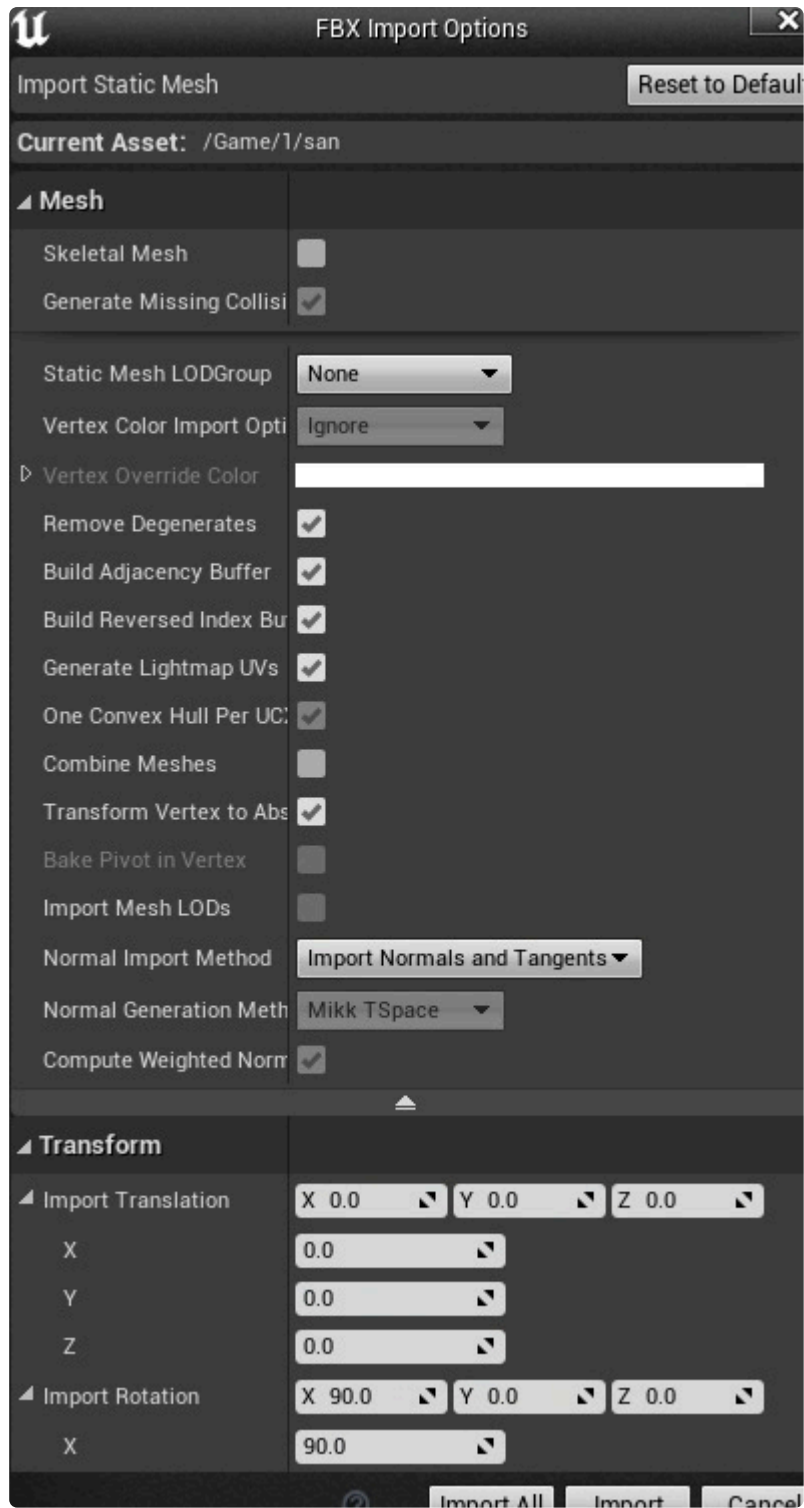 FBX Import Options
Import Static Mesh Reset to Defaul
Current Asset: /Game/1/san
Mesh
Skeletal Mesh
Generate Missing Collisi
Static Mesh LODGroup None
Vertex Color Import Opti Ignore
Vertex Override Color
Remove Degenerates
Build Adjacency Buffer
Build Reversed Index Bu
Generate Lightmap UVs
One Convex Hull Per UC
Combine Meshes
Transform Vertex to Abs
Bake Pivot in Vertex
Import Mesh LODs
Normal Import Method Import Normals and Tangents
Normal Generation Meth Mikk TSpace
Compute Weighted Norm
Transform
Import Translation X 0.0 Y 0.0 Z 0.0
X 0.0
Y 0.0
Z 0.0
Import Rotation X 90.0 Y 0.0 Z 0.0
X 90.0
Import All Import Cancel